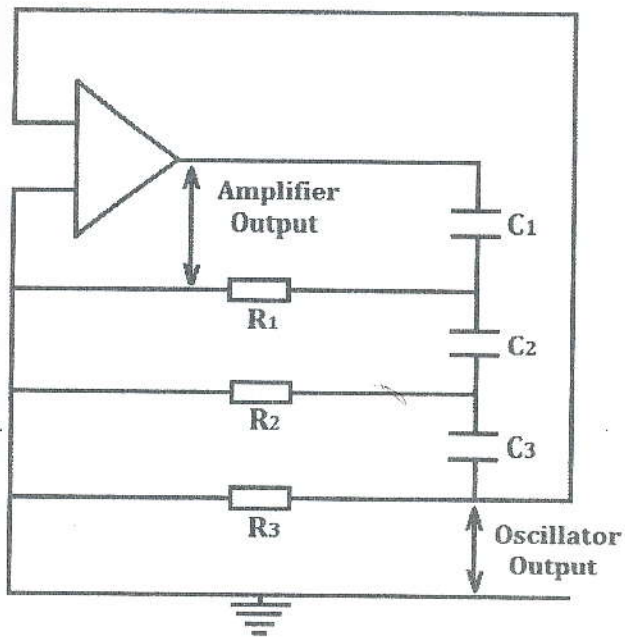 Amplifier
Output
C1
R1
C2
R2
C3
R3
Oscillator
Output